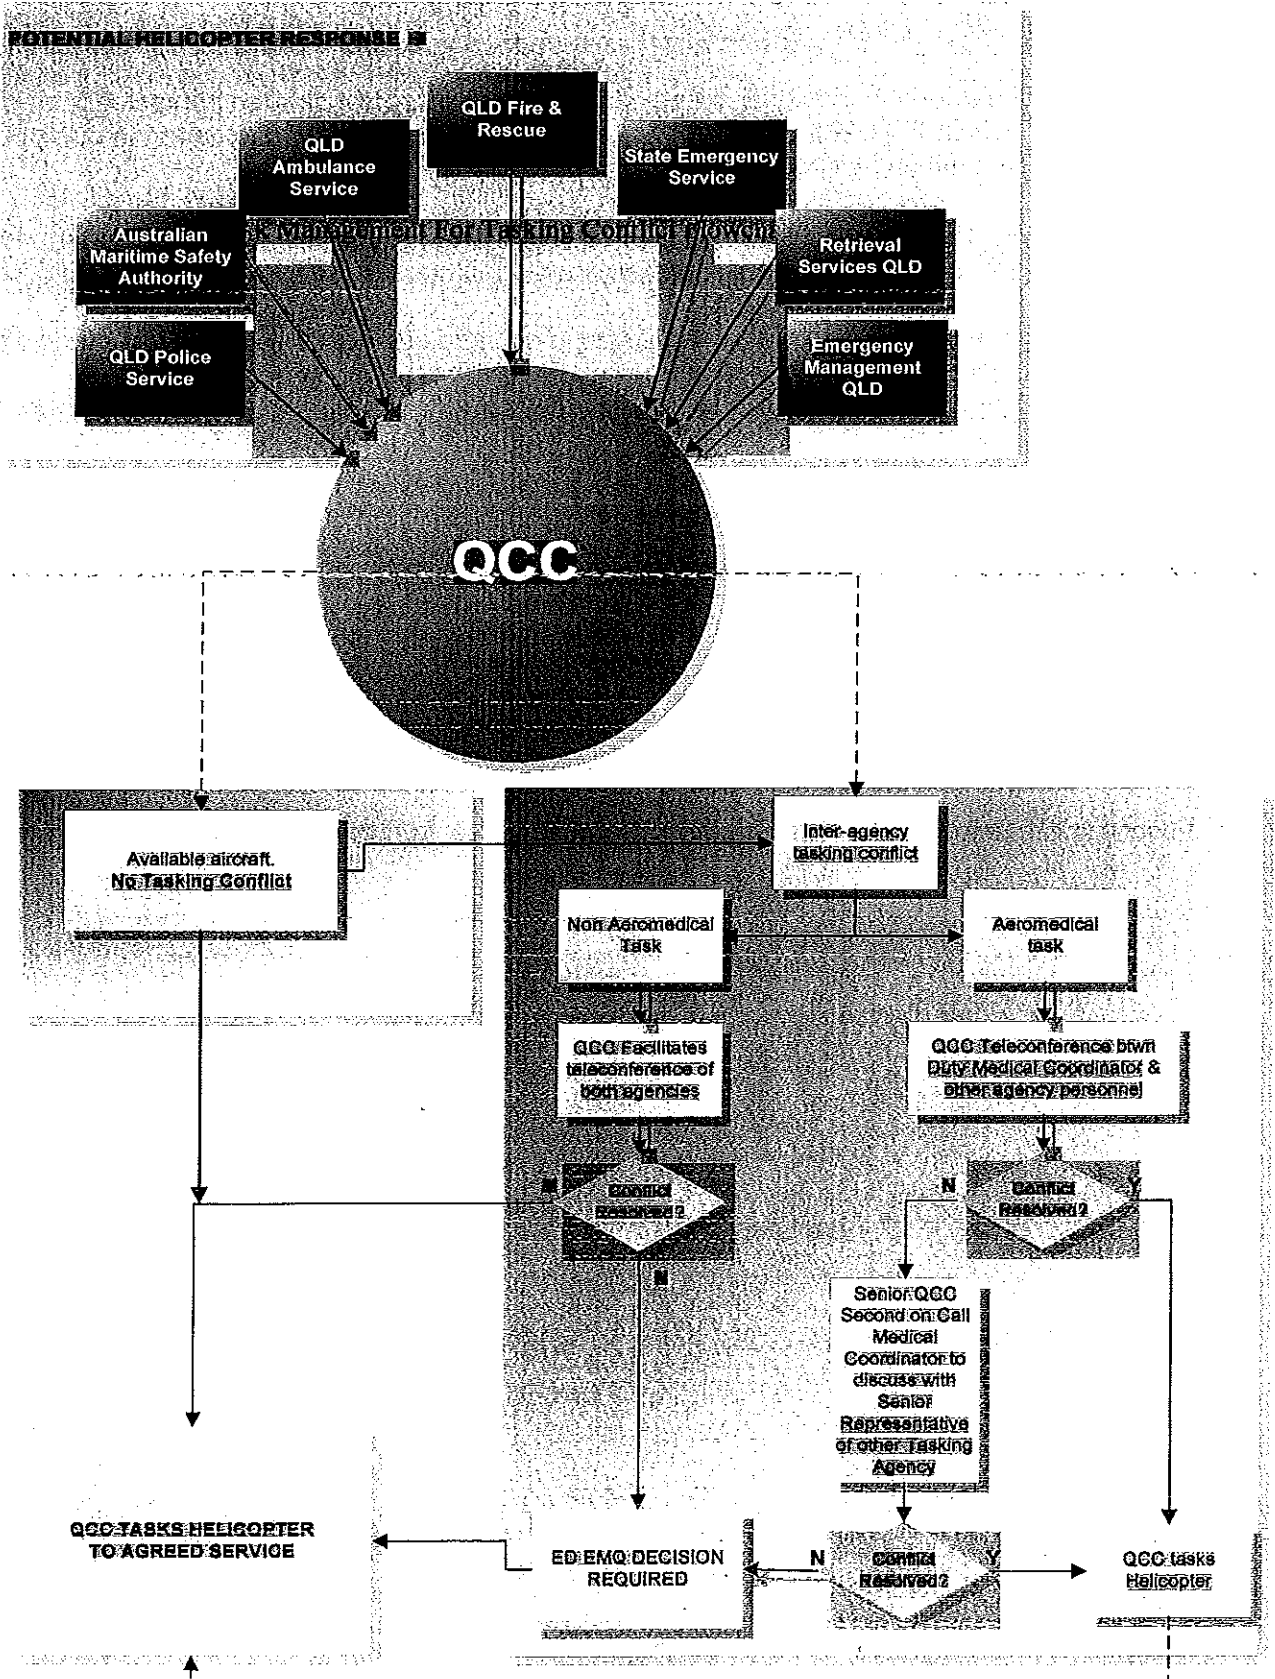 POTENTIAL HELICOPTER RESPONSE
QLD Fire &
Rescue
QLD
Ambulance
Service
State Emergency
Service
Management For Tasking Conflict
Australian
Maritime Safety
Authority
Retrieval
Services QLD
QLD Police
Service
Emergency
Management
QLD
QCC
Available aircraft.
No Tasking Conflict
Inter-agency
tasking conflict
Non Aeromedical
Task
Aeromedical
task
QCC Facilitates
teleconference of
both agencies
QCC Teleconference btwn
Duty Medical Coordinator &
other agency personnel
N
Conflict
Resolved?
N
N
Conflict
Resolved?
Y
Senior QCC
Second on Call
Medical
Coordinator to
discuss with
Senior
Representative
of other Tasking
Agency
QCC TASKS HELICOPTER
TO AGREED SERVICE
ED EMQ DECISION
REQUIRED
N
Conflict
Resolved?
Y
QCC tasks
Helicopter